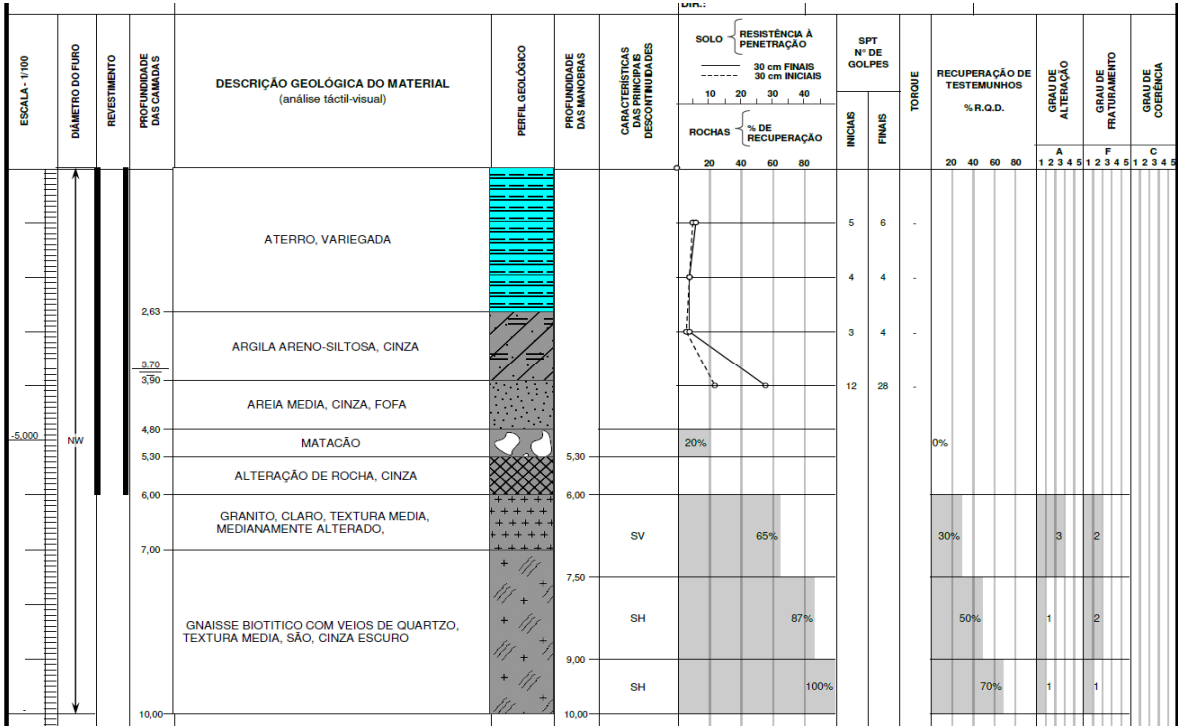 DIR.:
ESCALA - 1/100
DIÂMETRO DO FURO
REVESTIMENTO
PROFUNDIDADE
DAS CAMADAS
DESCRIÇÃO GEOLÓGICA DO MATERIAL
(análise táctil-visual)
PERFIL GEOLÓGICO
PROFUNDIDADE
DAS MANOBRAS
CARACTERÍSTICAS
DAS PRINCIPAIS
DESCONTINUIDADES
SOLO
RESISTÊNCIA À
PENETRAÇÃO
30 cm FINAIS
30 cm INICIAIS
10 20 30 40
ROCHAS
% DE
RECUPERAÇÃO
20 40 60 80
SPT
N° DE
GOLPES
INICIAIS
FINAIS
TORQUE
RECUPERAÇÃO DE
TESTEMUNHOS
% R.Q.D.
20 40 60 80
GRAU DE
ALTERAÇÃO
A
1 2 3 4 5
GRAU DE
FRATURAMENTO
F
1 2 3 4 5
GRAU DE
COERÊNCIA
C
1 2 3 4 5
5 6 -
ATERRO, VARIEGADA
4 4 -
2,63
3 4 -
ARGILA ARENO-SILTOSA, CINZA
3,70
3,90
12 28 -
AREIA MEDIA, CINZA, FOFA
4,80
-5,000 NW MATACÃO 20% 0%
5,30 5,30
ALTERAÇÃO DE ROCHA, CINZA
6,00 6,00
GRANITO, CLARO, TEXTURA MEDIA,
MEDIANAMENTE ALTERADO,
SV 65% 30% 3 2
7,00
7,50
GNAISSE BIOTITICO COM VEIOS DE QUARTZO,
TEXTURA MEDIA, SÃO, CINZA ESCURO
SH 87% 50% 1 2
9,00
SH 100% 70% 1 1
- 10,00 10,00